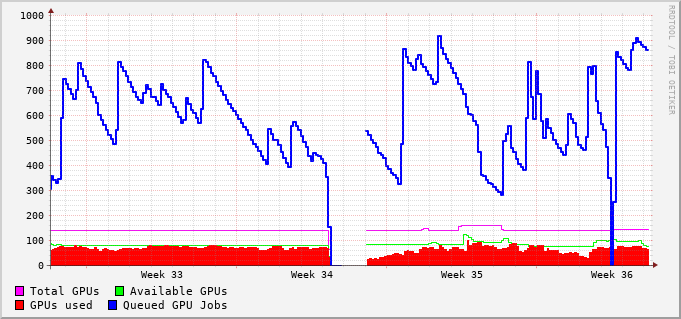 1000
900
800
700
600
500
400
300
200
100
0
Week 33 Week 34 Week 35 Week 36
Total GPUs Available GPUs
GPUs used Queued GPU Jobs
RRDTOOL / TOBI OETIKER